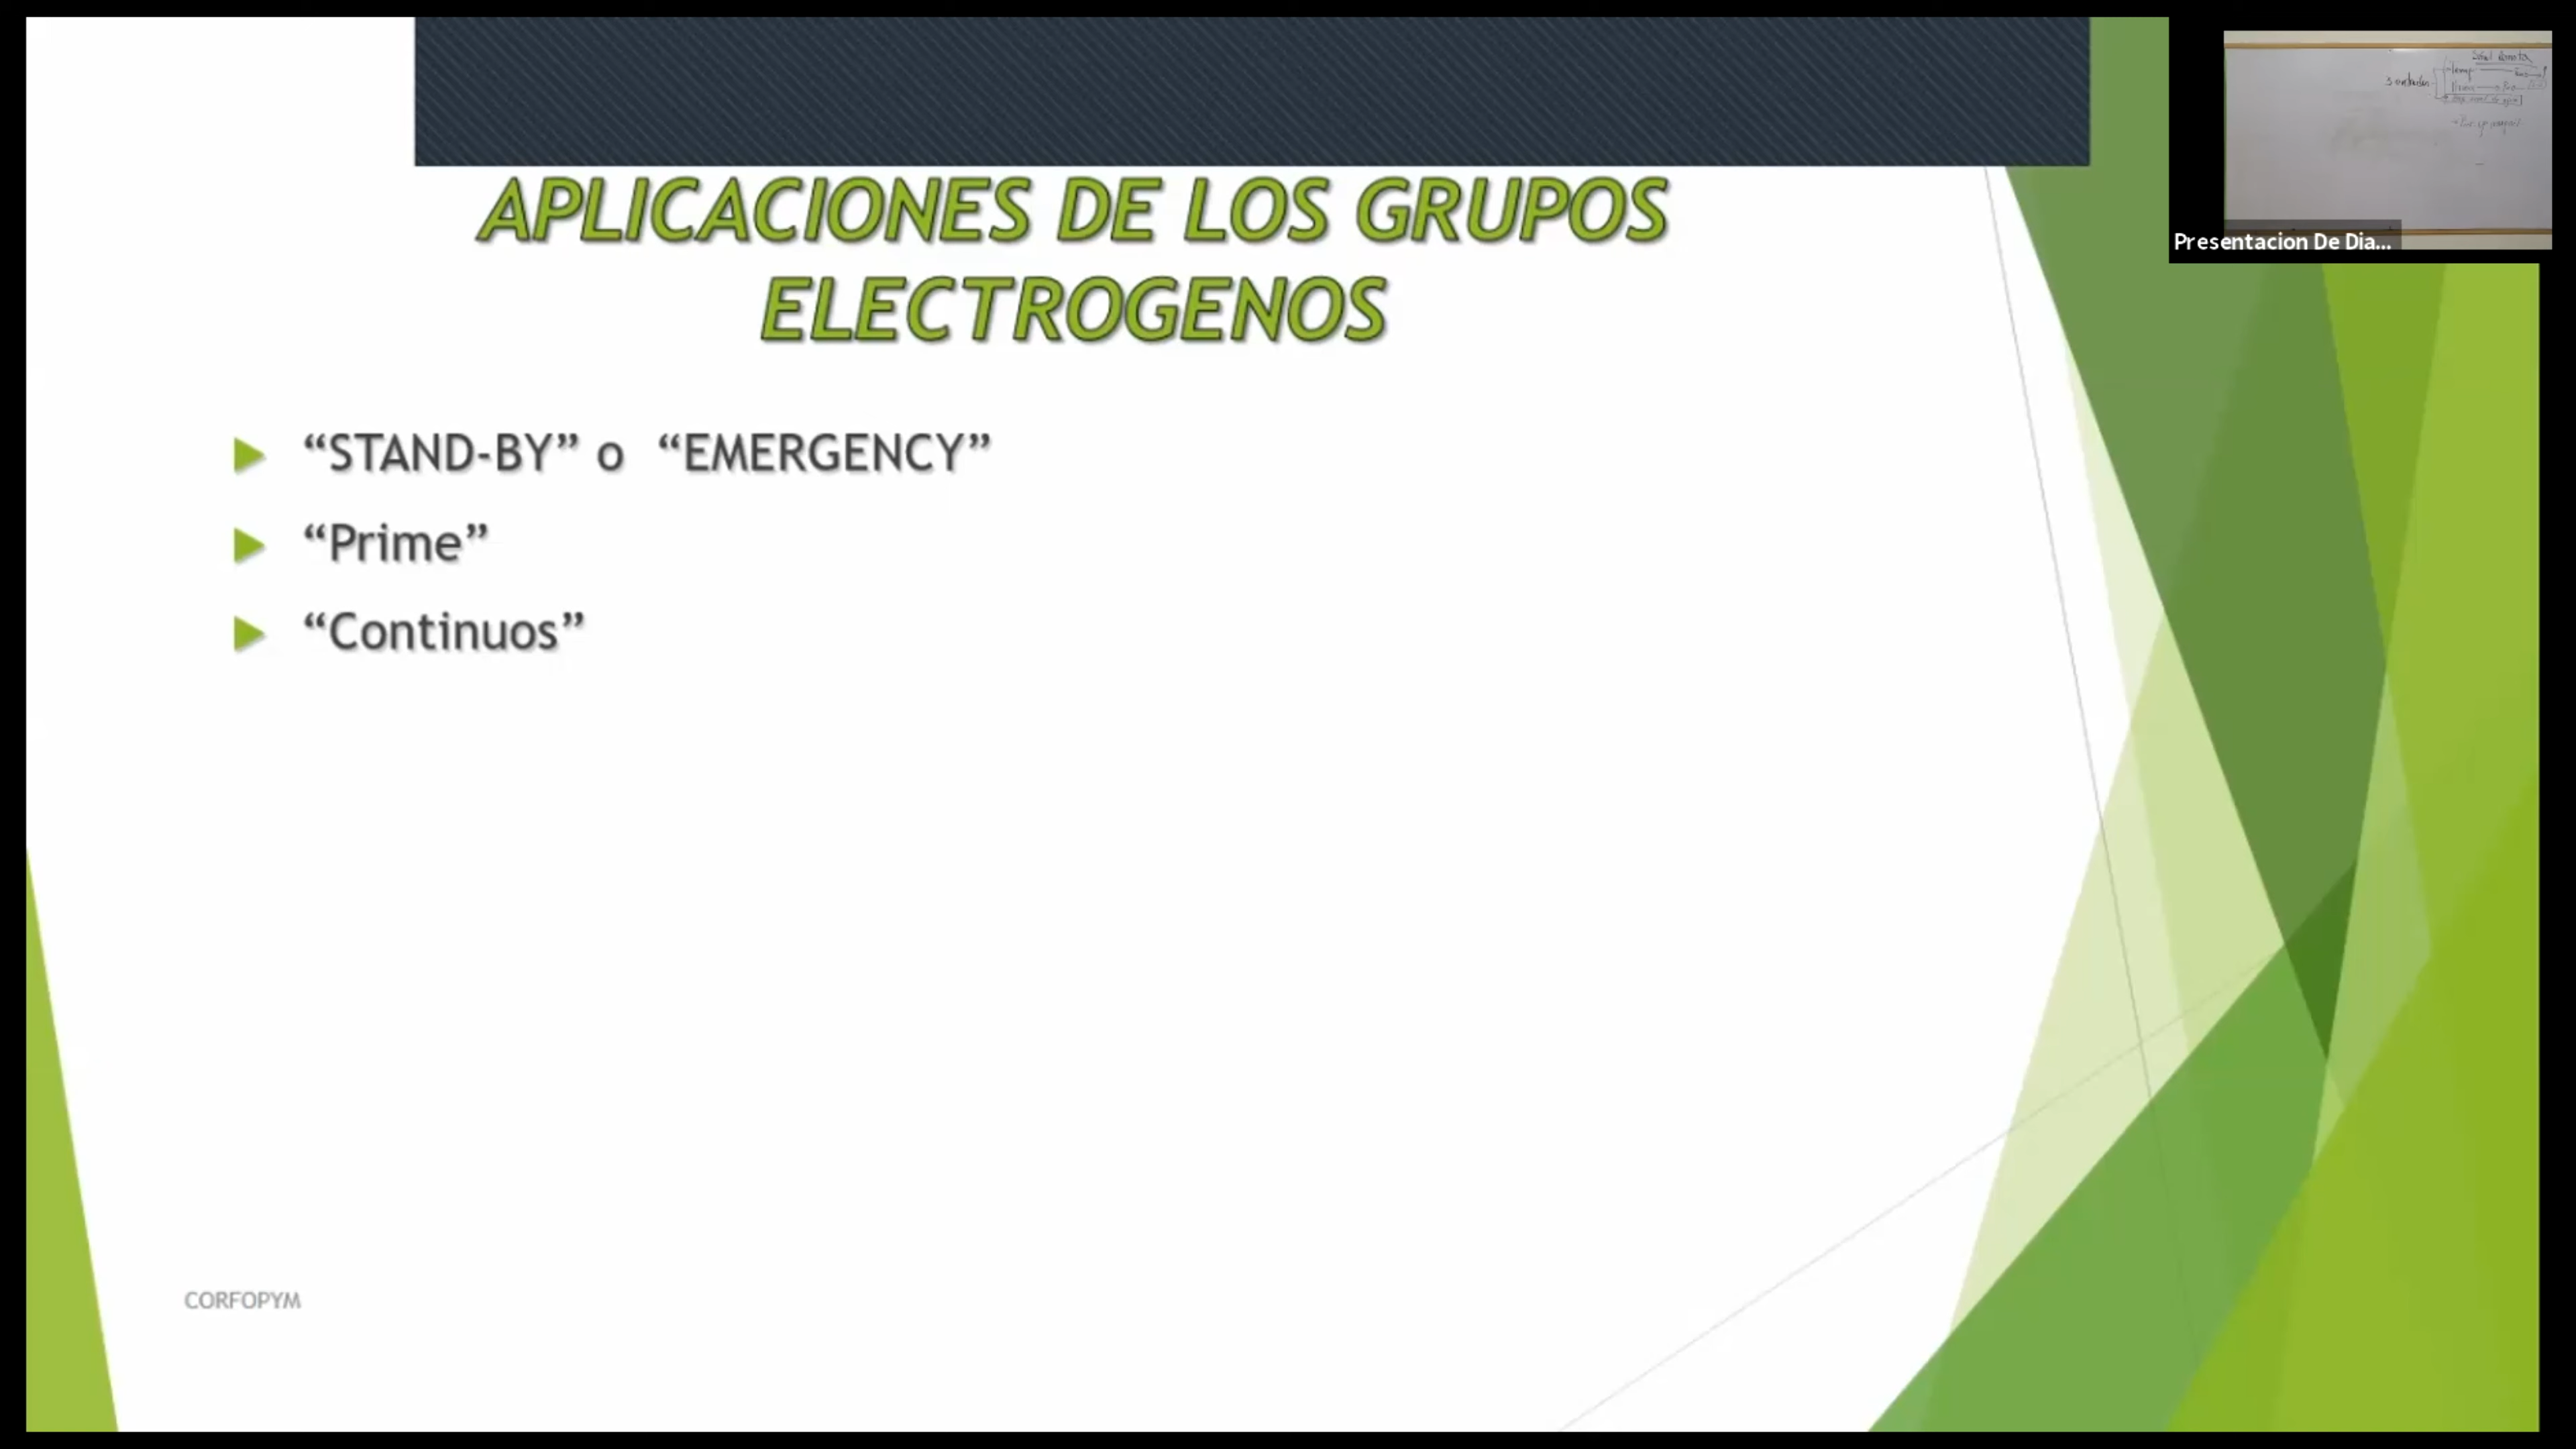 APLICACIONES DE LOS GRUPOS
ELECTROGENOS
“STAND-BY” o “EMERGENCY”
“Prime”
“Continuos”
CORFOPYM
Presentacion De Dia...